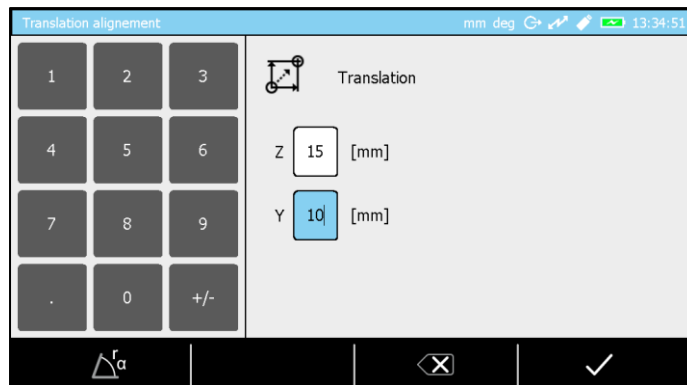 Translation alignement
mm deg
13:34:51
1 2 3
4 5 6
7 8 9
. 0 +/-
Translation
Z 15 [mm]
Y 10 [mm]
r
α